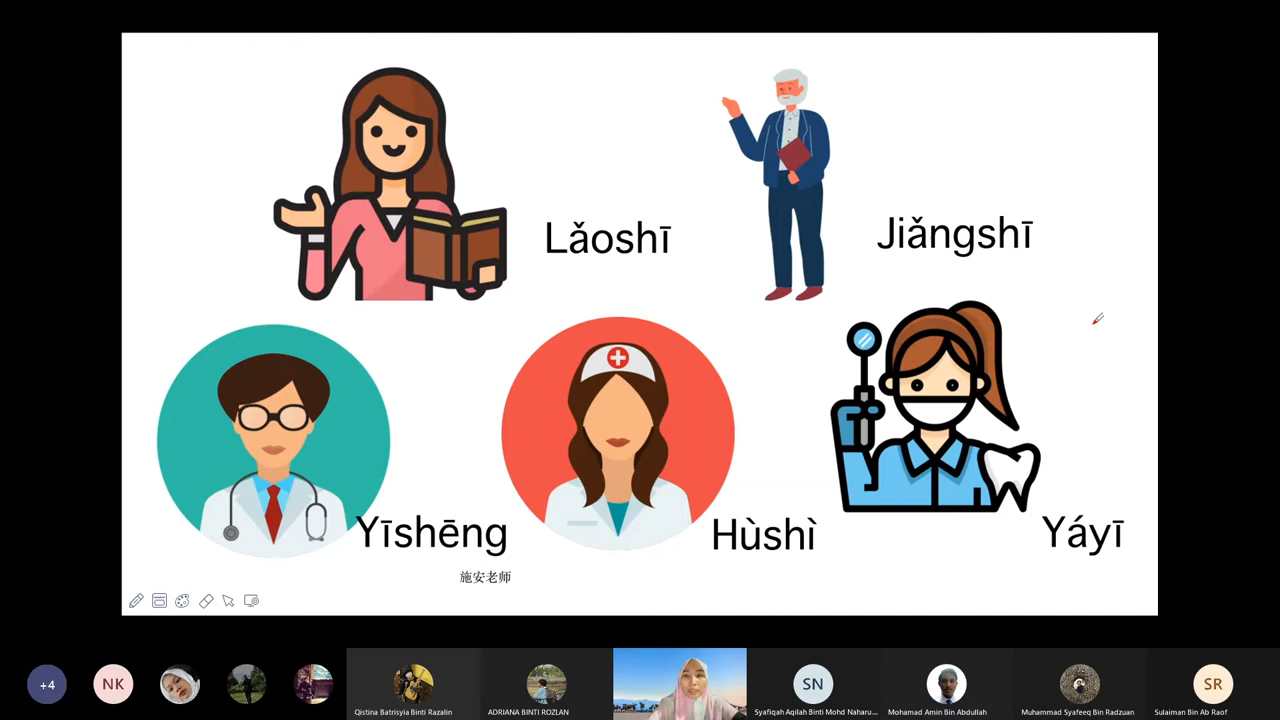 Lǎoshī
Jiǎngshī
Yīshēng
Hùshì
Yáyī
施安老师
+4
NK
Qistina Batrisyia Binti Razalin
ADRIANA BINTI ROZLAN
SN
Syafiqah Aqilah Binti Mohd Naharu...
Mohamad Amin Bin Abdullah
Muhammad Syafeeq Bin Radzuan
SR
Sulaiman Bin Ab Raof